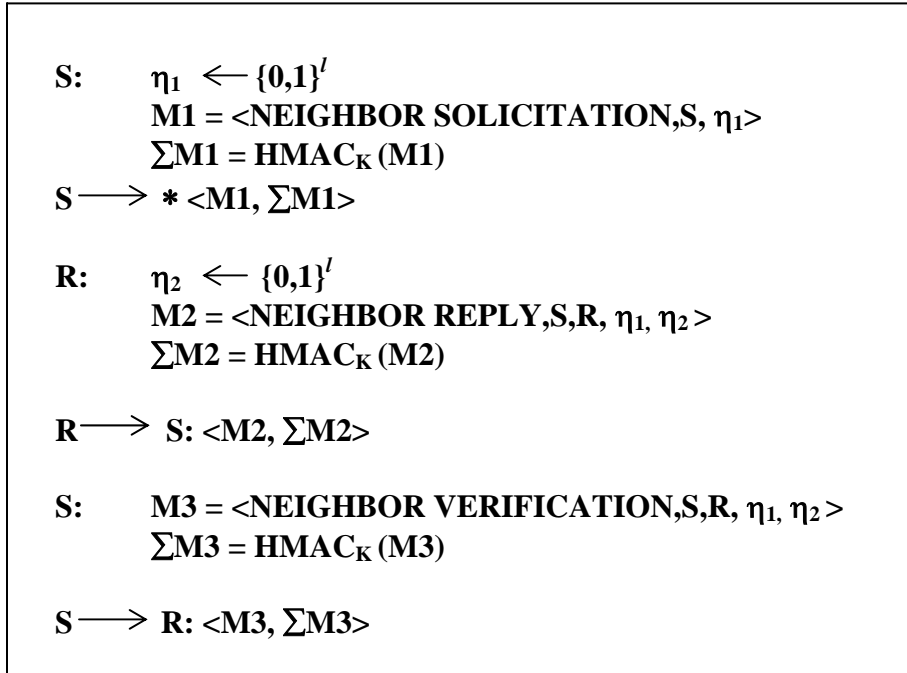 S: η₁ ⟵ {0,1}ˡ
M1 = <NEIGHBOR SOLICITATION,S, η₁>
∑M1 = HMAC_K (M1)
S ⟶ * <M1, ∑M1>
R: η₂ ⟵ {0,1}ˡ
M2 = <NEIGHBOR REPLY,S,R, η₁, η₂ >
∑M2 = HMAC_K (M2)
R ⟶ S: <M2, ∑M2>
S: M3 = <NEIGHBOR VERIFICATION,S,R, η₁, η₂ >
∑M3 = HMAC_K (M3)
S ⟶ R: <M3, ∑M3>